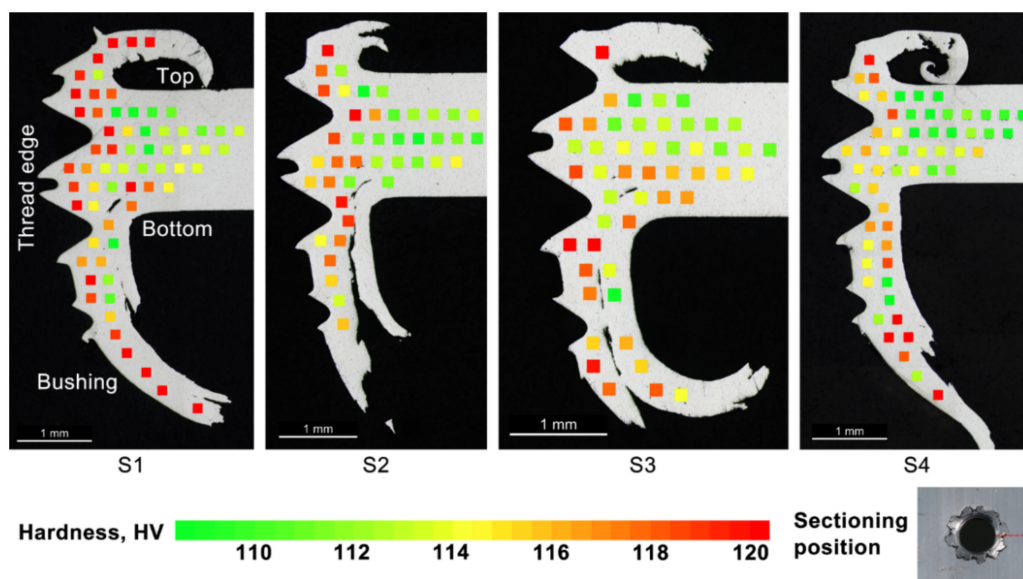 Top
Thread edge
Bottom
Bushing
1 mm
1 mm
1 mm
1 mm
S1
S2
S3
S4
Hardness, HV
110
112
114
116
118
120
Sectioning
position